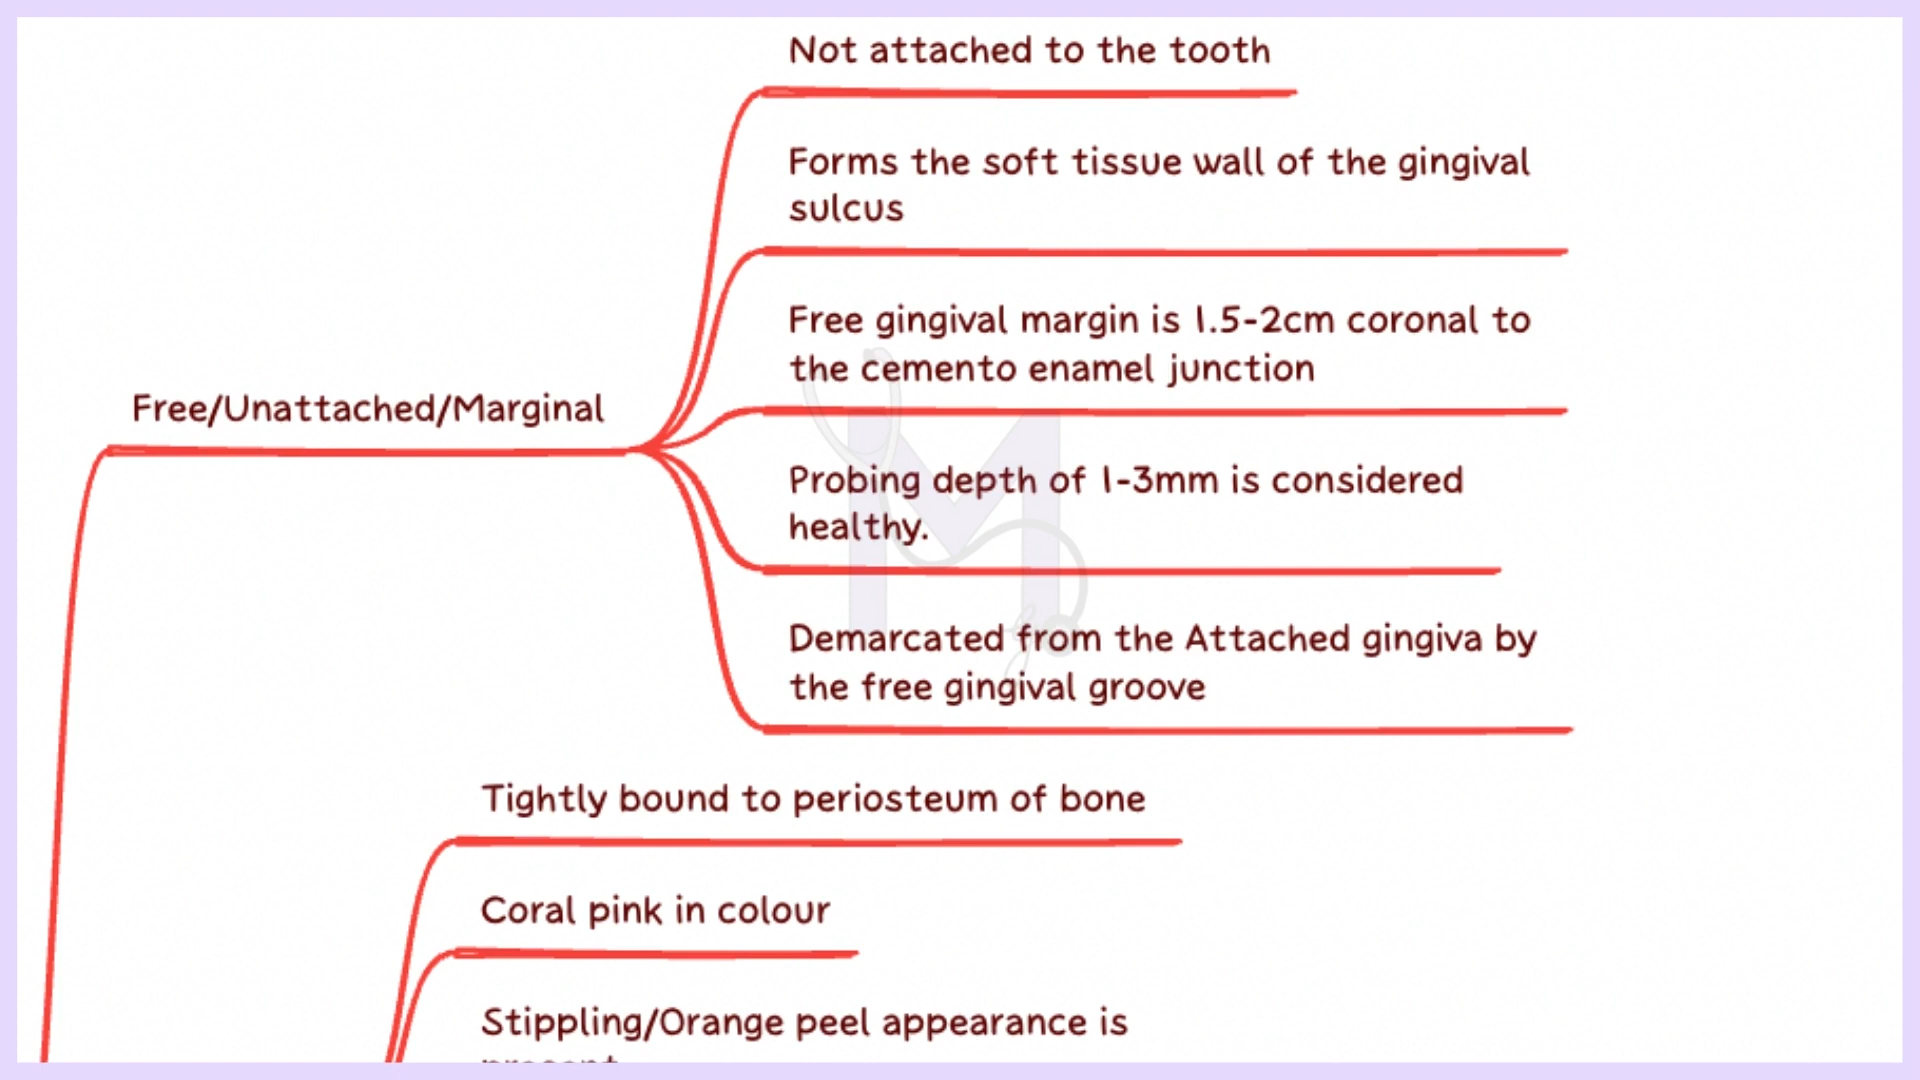 Not attached to the tooth
Forms the soft tissue wall of the gingival
sulcus
Free gingival margin is 1.5-2cm coronal to
the cemento enamel junction
Free/Unattached/Marginal
Probing depth of 1-3mm is considered
healthy.
Demarcated from the Attached gingiva by
the free gingival groove
Tightly bound to periosteum of bone
Coral pink in colour
Stippling/Orange peel appearance is